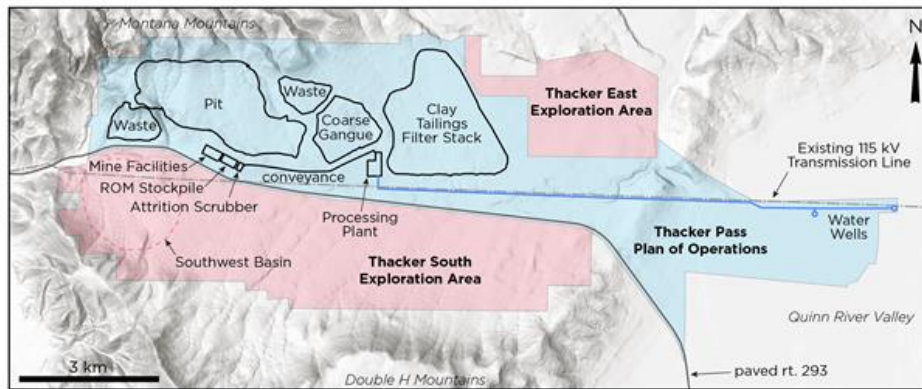 Montana Mountains
N
Thacker East
Exploration Area
Waste
Pit
Waste
Coarse
Gangue
Clay
Tailings
Filter Stack
Existing 115 kV
Transmission Line
Mine Facilities
ROM Stockpile
Attrition Scrubber
conveyance
Processing
Plant
Water
Wells
Thacker Pass
Plan of Operations
Southwest Basin
Thacker South
Exploration Area
Quinn River Valley
3 km
Double H Mountains
paved rt. 293